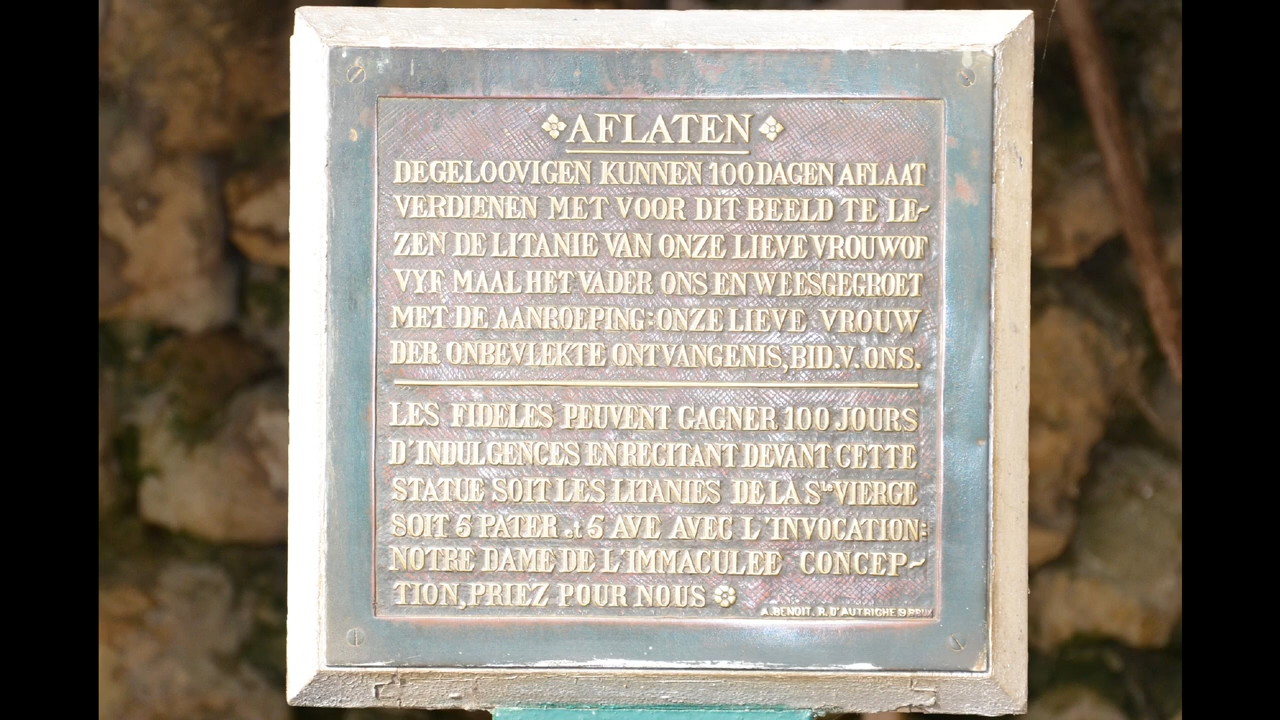 AFLATEN
DEGELOOVIGEN KUNNEN 100 DAGEN AFLAAT
VERDIENEN MET VOOR DIT BEELD TE LE~
ZEN DE LITANIE VAN ONZE LIEVE VROUW OF
VYF MAAL HET VADER ONS EN WEESGEGROET
MET DE AANROEPING: ONZE LIEVE VROUW
DER ONBEVLEKTE ONTVANGENIS, BID.V.ONS.
LES FIDELES PEUVENT GAGNER 100 JOURS
D'INDULGENCES EN RECITANT DEVANT CETTE
STATUE SOIT LES LITANIES DE LA Ste VIERGE
SOIT 5 PATER et 5 AVE AVEC L'INVOCATION:
NOTRE DAME DE L'IMMACULEE CONCEP~
TION, PRIEZ POUR NOUS
A. BENOIT. R. D'AUTRICHE 9 BRUX